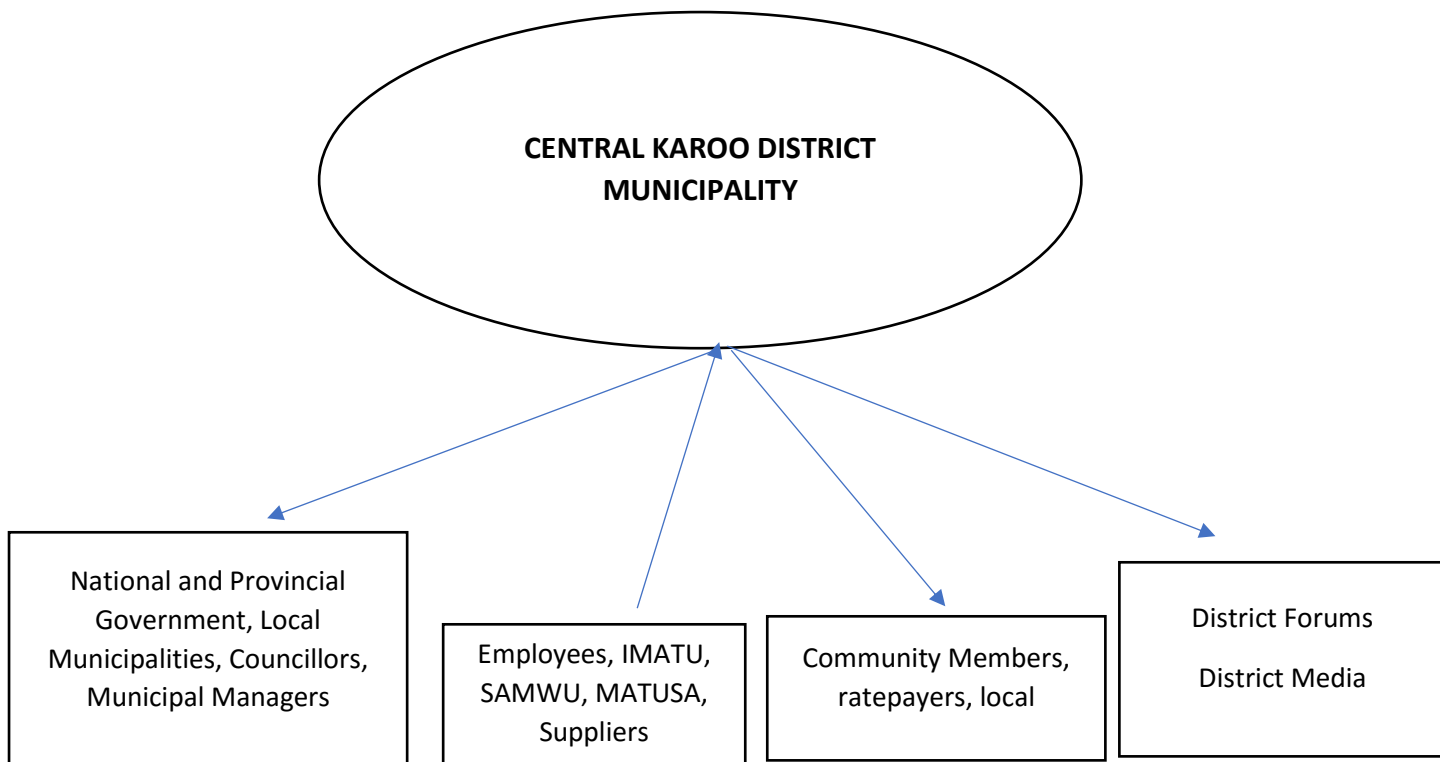 CENTRAL KAROO DISTRICT
MUNICIPALITY
National and Provincial
Government, Local
Municipalities, Councillors,
Municipal Managers
Employees, IMATU,
SAMWU, MATUSA,
Suppliers
Community Members,
ratepayers, local
District Forums
District Media